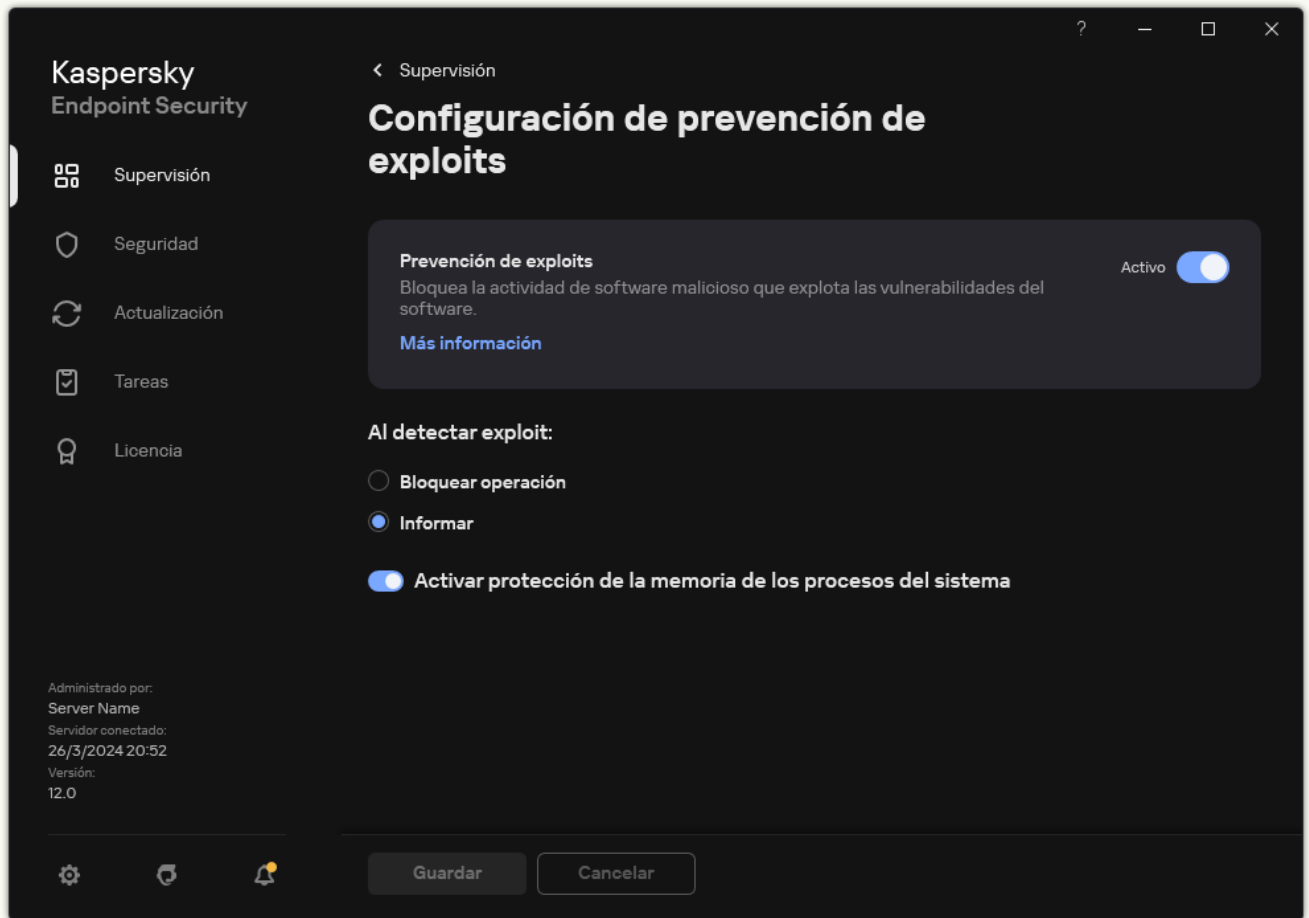 ?
Kaspersky
Endpoint Security
Supervisión
Seguridad
Actualización
Tareas
Licencia
Administrado por:
Server Name
Servidor conectado:
26/3/2024 20:52
Versión:
12.0
Supervisión
Configuración de prevención de
exploits
Prevención de exploits
Bloquea la actividad de software malicioso que explota las vulnerabilidades del
software.
Más información
Activo
Al detectar exploit:
Bloquear operación
Informar
Activar protección de la memoria de los procesos del sistema
Guardar
Cancelar